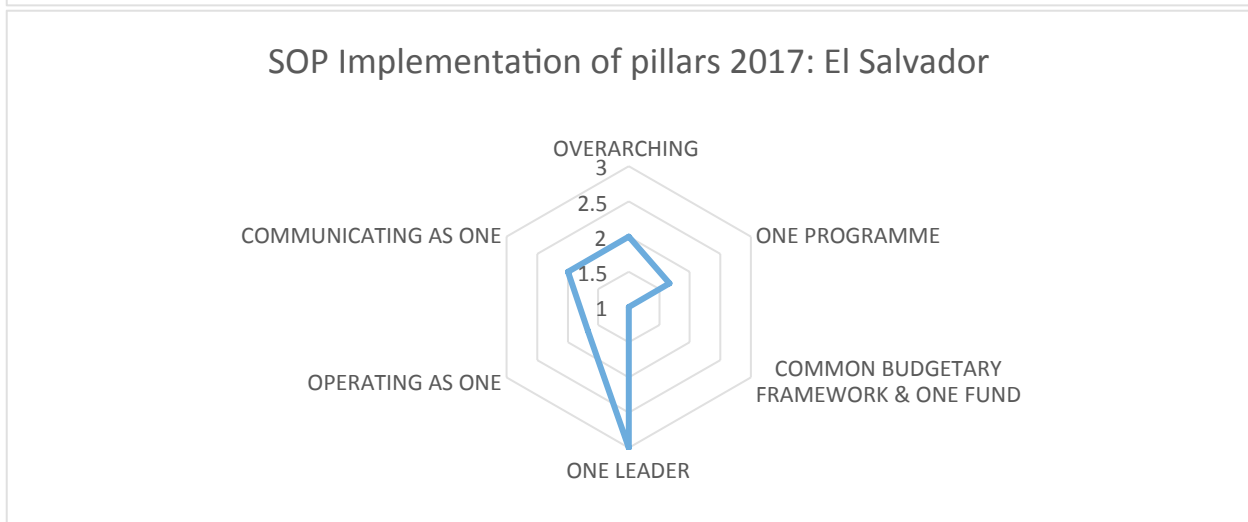 SOP Implementation of pillars 2017: El Salvador
OVERARCHING
3
2.5
2
1.5
1
COMMUNICATING AS ONE
ONE PROGRAMME
OPERATING AS ONE
COMMON BUDGETARY
FRAMEWORK & ONE FUND
ONE LEADER